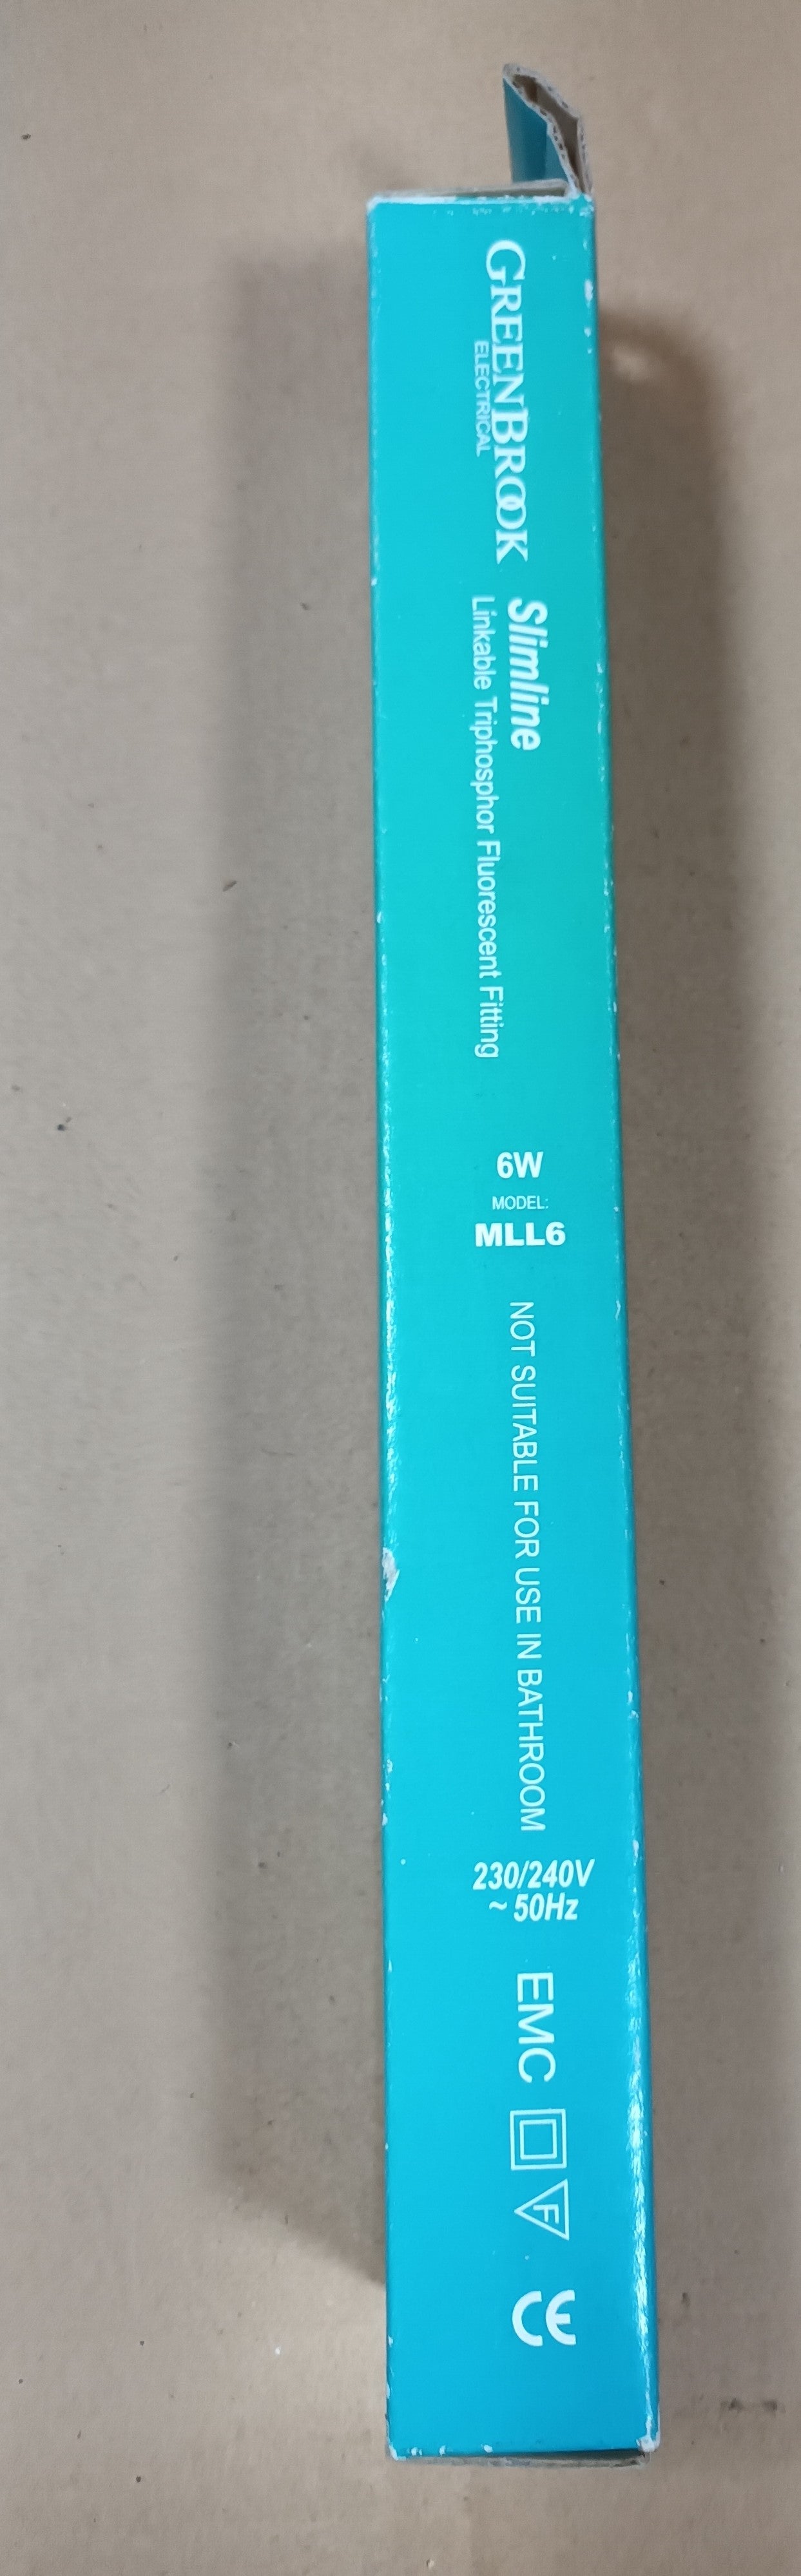 GREENBROOK
ELECTRICAL
Slimline
Linkable Triphosphor Fluorescent Fitting
6W
MODEL:
MLL6
NOT SUITABLE FOR USE IN BATHROOM
230/240V
~ 50Hz
EMC
F
CE